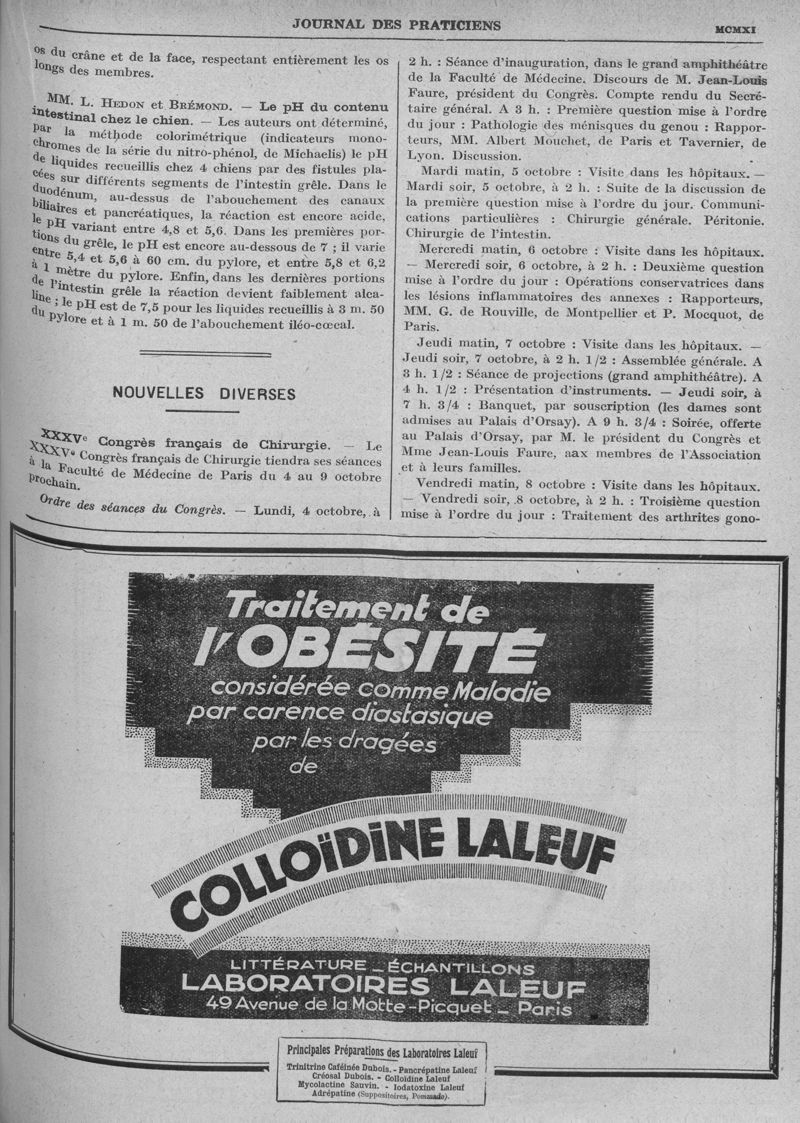 JOURNAL DES PRATICIENS
MCMXI
os du crâne et de la face, respectant entièrement les os
longs des membres.
MM. L. HEDON et BRÉMOND. — Le pH du contenu
intestinal chez le chien. — Les auteurs ont déterminé,
par la méthode colorimétrique (indicateurs mono-
chromes de la série du nitro-phénol, de Michaelis) le pH
de liquides recueillis chez 4 chiens par des fistules pla-
cées sur différents segments de l'intestin grêle. Dans le
duodénum, au-dessus de l'abouchement des canaux
biliaires et pancréatiques, la réaction est encore acide,
le pH variant entre 4,8 et 5,6. Dans les premières por-
tions du grêle, le pH est encore au-dessous de 7 ; il varie
entre 5,4 et 5,6 à 60 cm. du pylore, et entre 5,8 et 6,2
à 1 mètre du pylore. Enfin, dans les dernières portions
de l'intestin grêle la réaction devient faiblement alca-
line ; le pH est de 7,5 pour les liquides recueillis à 3 m. 50
du pylore et à 1 m. 50 de l'abouchement iléo-cœcal.
NOUVELLES DIVERSES
XXXVe Congrès français de Chirurgie. — Le
XXXVe Congrès français de Chirurgie tiendra ses séances
à la Faculté de Médecine de Paris du 4 au 9 octobre
prochain.
Ordre des séances du Congrès. — Lundi, 4 octobre, à
2 h. : Séance d'inauguration, dans le grand amphithéâtre
de la Faculté de Médecine. Discours de M. Jean-Louis
Faure, président du Congrès. Compte rendu du Secré-
taire général. A 3 h. : Première question mise à l'ordre
du jour : Pathologie des ménisques du genou : Rappor-
teurs, MM. Albert Mouchet, de Paris et Tavernier, de
Lyon. Discussion.
Mardi matin, 5 octobre : Visite dans les hôpitaux. —
Mardi soir, 5 octobre, à 2 h. : Suite de la discussion de
la première question mise à l'ordre du jour. Communi-
cations particulières : Chirurgie générale. Péritonie.
Chirurgie de l'intestin.
Mercredi matin, 6 octobre : Visite dans les hôpitaux.
— Mercredi soir, 6 octobre, à 2 h. : Deuxième question
mise à l'ordre du jour : Opérations conservatrices dans
les lésions inflammatoires des annexes : Rapporteurs,
MM. G. de Rouville, de Montpellier et P. Mocquot, de
Paris.
Jeudi matin, 7 octobre : Visite dans les hôpitaux. —
Jeudi soir, 7 octobre, à 2 h. 1/2 : Assemblée générale. A
3 h. 1/2 : Séance de projections (grand amphithéâtre). A
4 h. 1/2 : Présentation d'instruments. — Jeudi soir, à
7 h. 3/4 : Banquet, par souscription (les dames sont
admises au Palais d'Orsay). A 9 h. 3/4 : Soirée, offerte
au Palais d'Orsay, par M. le président du Congrès et
Mme Jean-Louis Faure, aax membres de l'Association
et à leurs familles.
Vendredi matin, 8 octobre : Visite dans les hôpitaux.
— Vendredi soir, 8 octobre, à 2 h. : Troisième question
mise à l'ordre du jour : Traitement des arthrites gono-
Traitement de
l'OBÉSITÉ
considérée comme Maladie
par carence diastasique
par les dragées
de
COLLOÏDINE LALEUF
LITTÉRATURE _ ÉCHANTILLONS
LABORATOIRES LALEUF
49 Avenue de la Motte-Picquet _ Paris
Principales Préparations des Laboratoires Laleuf
Trinitrine Caféinée Dubois. - Pancrépatine Laleuf
Créosal Dubois. - Colloïdine Laleuf
Mycolactine Sauvin. - Iodatoxine Laleuf
Adrépatine (Suppositoires, Pommade).